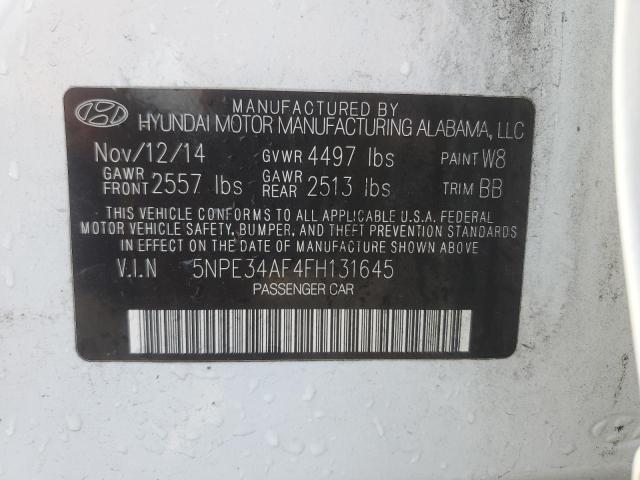 MANUFACTURED BY
HYUNDAI MOTOR MANUFACTURING ALABAMA, LLC
Nov/12/14 GVWR 4497 lbs PAINT W8
GAWR FRONT 2557 lbs GAWR REAR 2513 lbs TRIM BB
THIS VEHICLE CONFORMS TO ALL APPLICABLE U.S.A. FEDERAL
MOTOR VEHICLE SAFETY, BUMPER, AND THEFT PREVENTION STANDARDS
IN EFFECT ON THE DATE OF MANUFACTURE SHOWN ABOVE.
V.I.N 5NPE34AF4FH131645
PASSENGER CAR